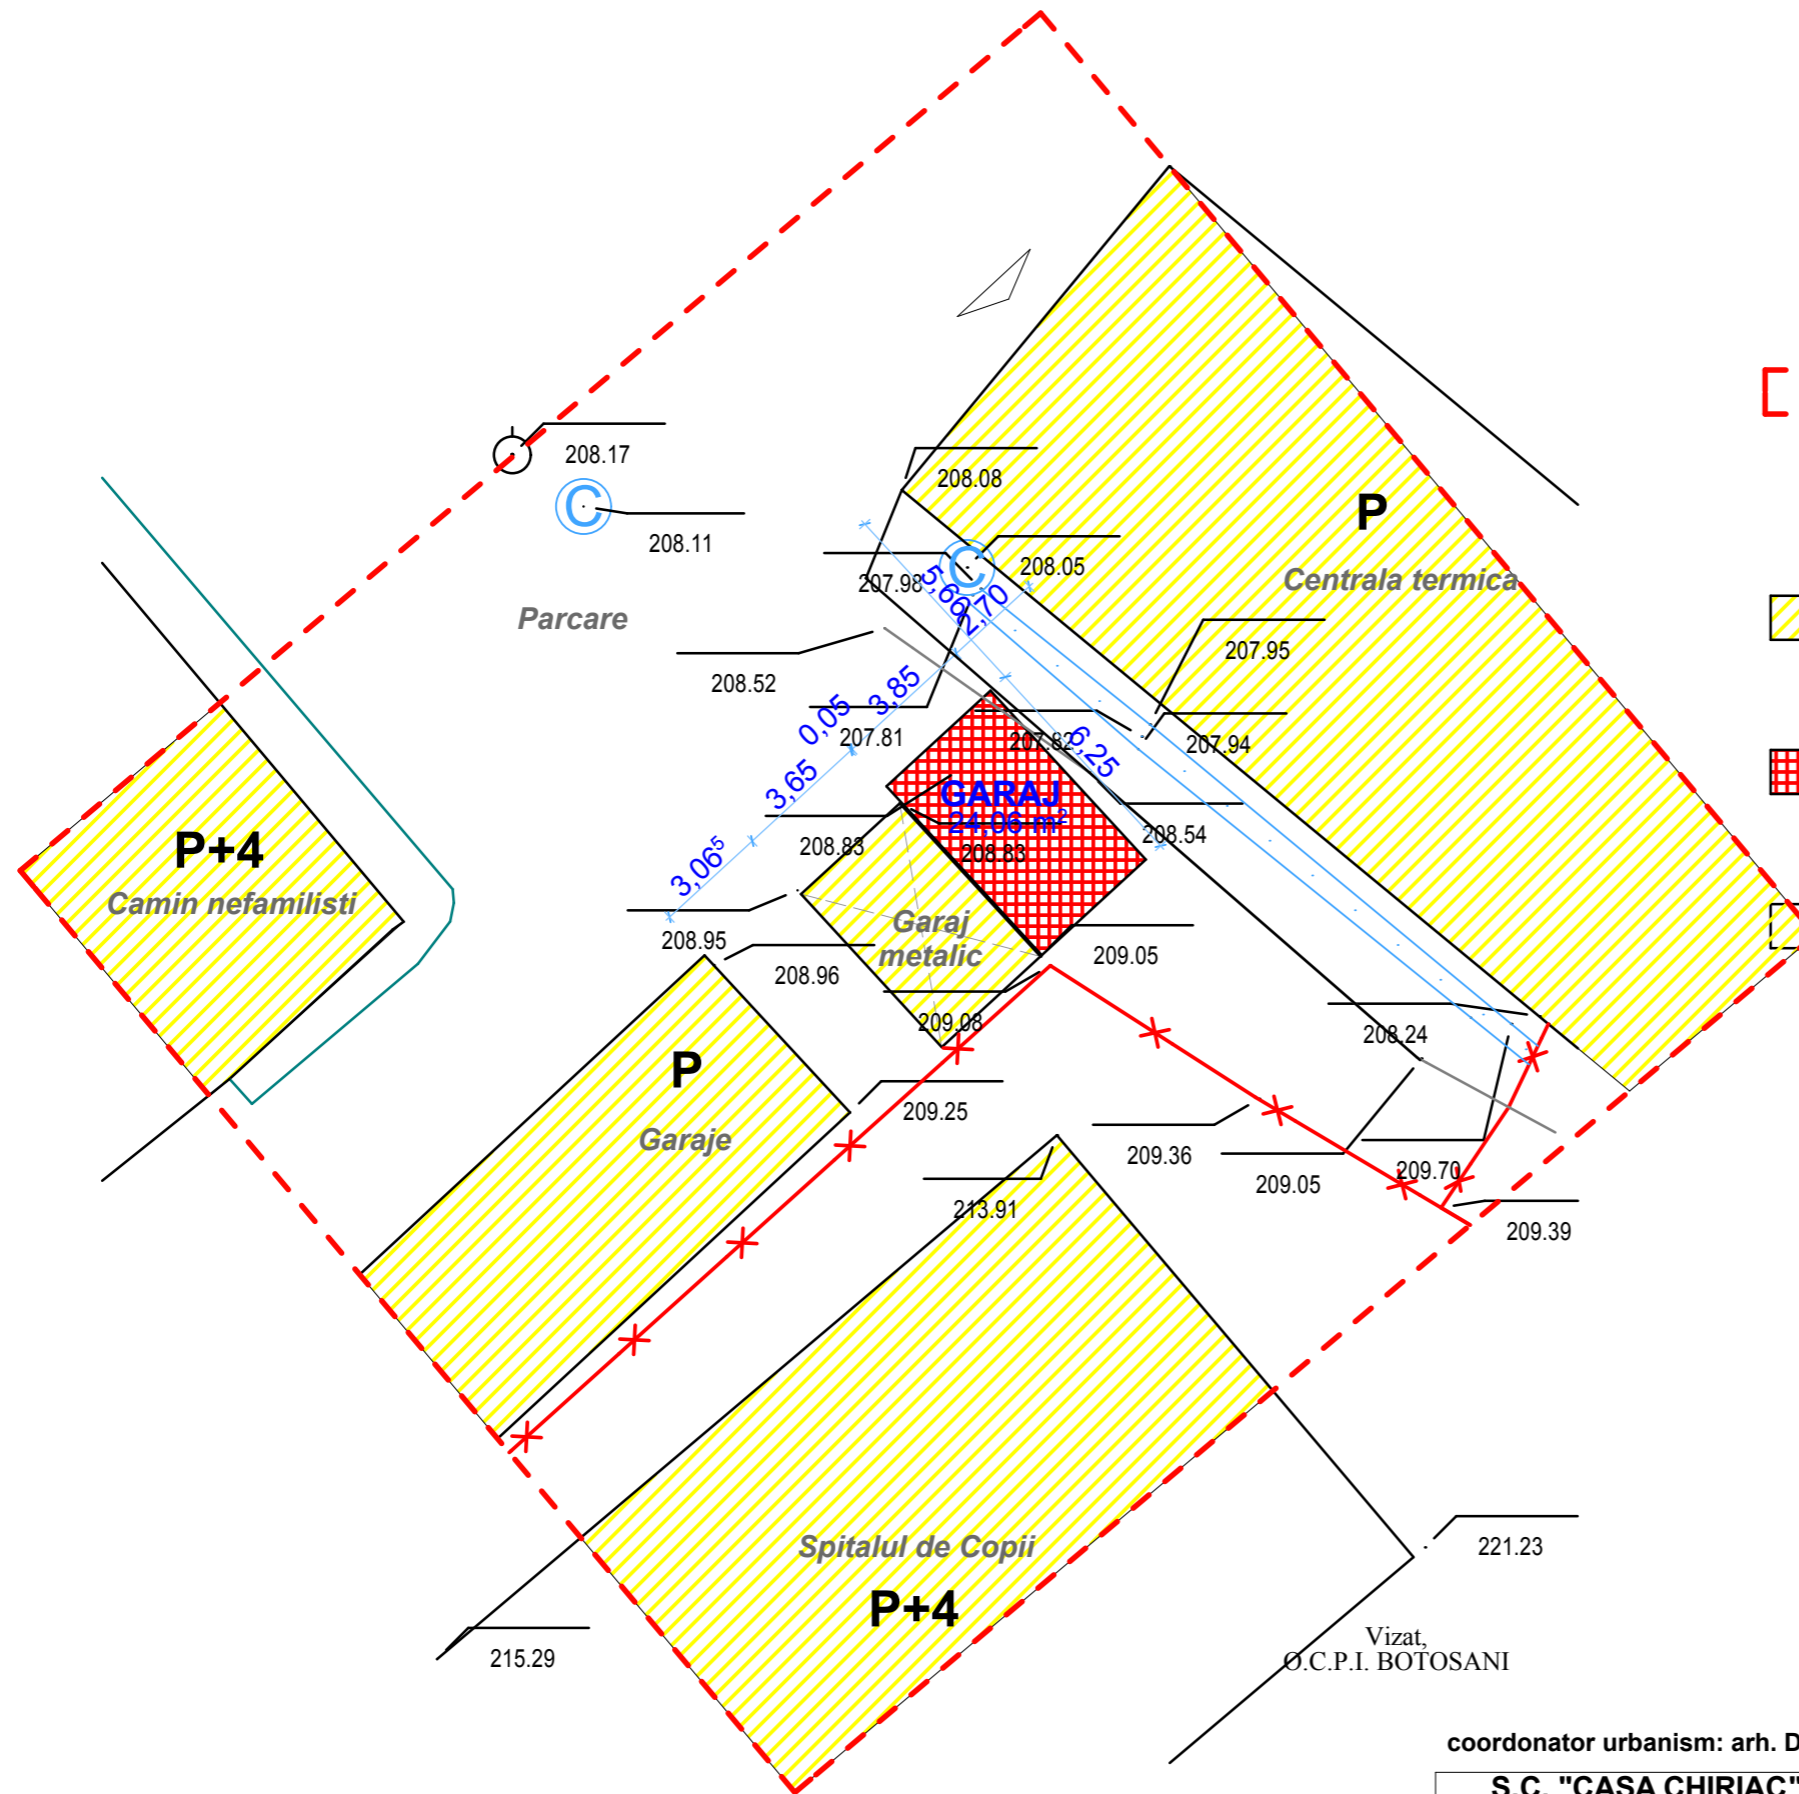 208.17
208.11
208.08
P
208.05
207.98
5,66
2,70
Centrala termica
Parcare
207.95
208.52
3,85
0,05
207.81
207.82
6,25
207.94
3,65
GARAJ
24,06 m²
208.54
208.83
208.83
P+4
Camin nefamilisti
3,06⁵
208.95
Garaj
metalic
209.05
208.96
209.08
208.24
P
Garaje
209.25
209.36
209.05
209.70
213.91
209.39
Spitalul de Copii
P+4
221.23
215.29
Vizat,
O.C.P.I. BOTOSANI
coordonator urbanism: arh. D
S.C. "CASA CHIRIAC"
C
C